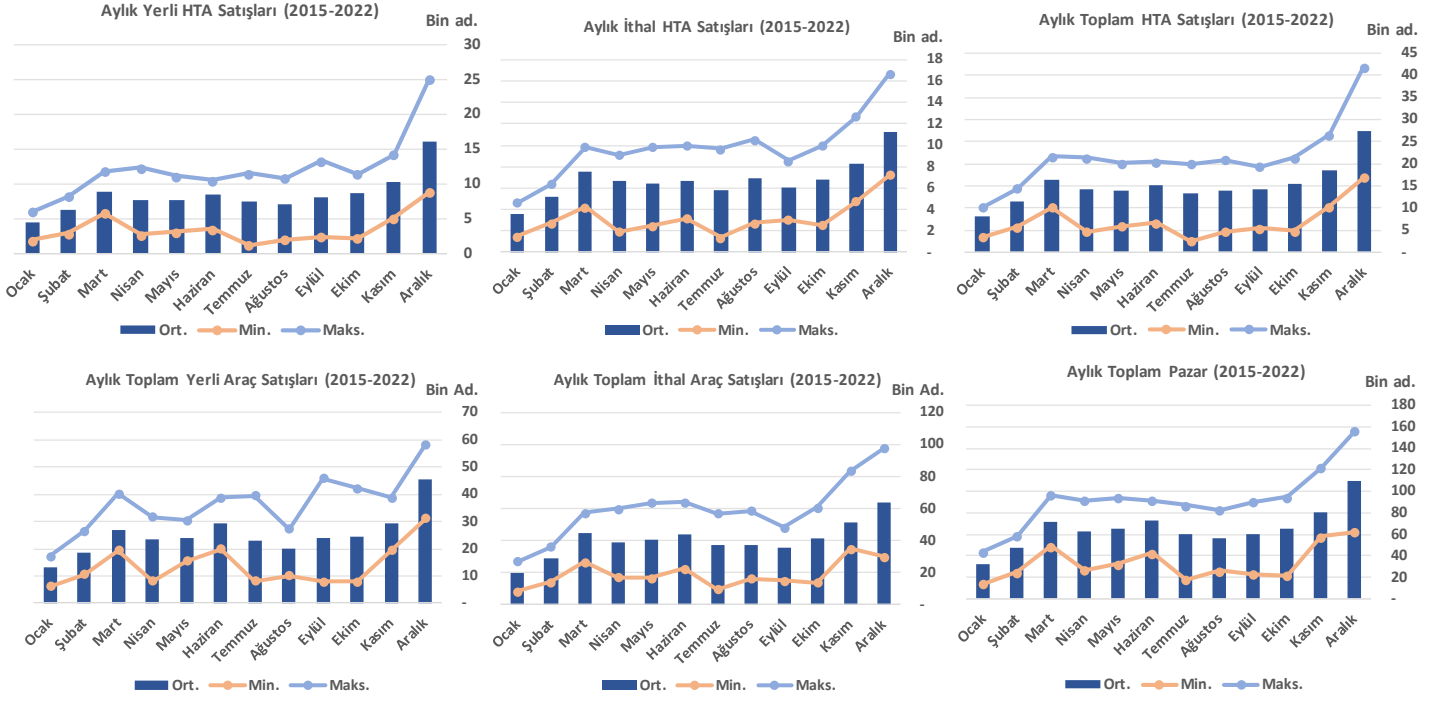 Aylık Yerli HTA Satışları (2015-2022)
Bin ad.
30
25
20
15
10
5
0
Ocak
Şubat
Mart
Nisan
Mayıs
Haziran
Temmuz
Ağustos
Eylül
Ekim
Kasım
Aralık
Ort. Min. Maks.
Aylık İthal HTA Satışları (2015-2022)
Bin ad.
18
16
14
12
10
8
6
4
2
-
Ocak
Şubat
Mart
Nisan
Mayıs
Haziran
Temmuz
Ağustos
Eylül
Ekim
Kasım
Aralık
Ort. Min. Maks.
Aylık Toplam HTA Satışları (2015-2022)
Bin ad.
45
40
35
30
25
20
15
10
5
-
Ocak
Şubat
Mart
Nisan
Mayıs
Haziran
Temmuz
Ağustos
Eylül
Ekim
Kasım
Aralık
Ort. Min. Maks.
Aylık Toplam Yerli Araç Satışları (2015-2022)
Bin Ad.
70
60
50
40
30
20
10
-
Ocak
Şubat
Mart
Nisan
Mayıs
Haziran
Temmuz
Ağustos
Eylül
Ekim
Kasım
Aralık
Ort. Min. Maks.
Aylık Toplam İthal Araç Satışları (2015-2022)
Bin Ad.
120
100
80
60
40
20
-
Ocak
Şubat
Mart
Nisan
Mayıs
Haziran
Temmuz
Ağustos
Eylül
Ekim
Kasım
Aralık
Ort. Min. Maks.
Aylık Toplam Pazar (2015-2022)
Bin ad.
180
160
140
120
100
80
60
40
20
-
Ocak
Şubat
Mart
Nisan
Mayıs
Haziran
Temmuz
Ağustos
Eylül
Ekim
Kasım
Aralık
Ort. Min. Maks.